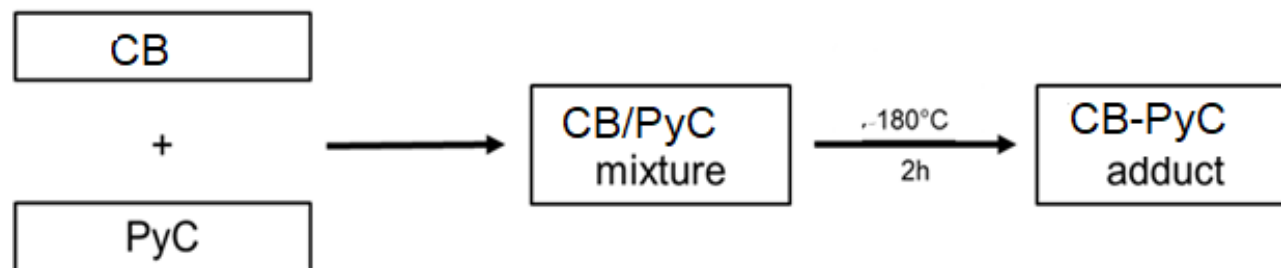 CB
+
PyC
CB/PyC
mixture
-180°C
2h
CB-PyC
adduct